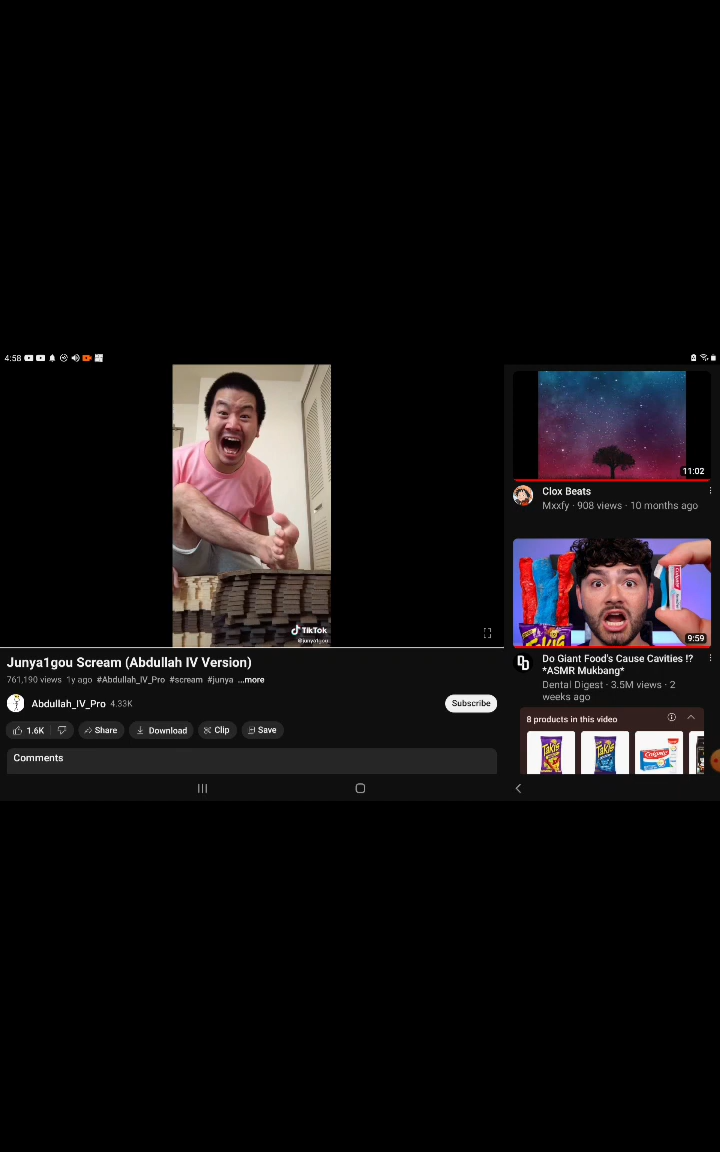 4:58
TikTok
@junya1gou
11:02
Clox Beats
Mxxfy · 908 views · 10 months ago
Takis
Colgate
9:59
Junya1gou Scream (Abdullah IV Version)
761,190 views 1y ago #Abdullah_IV_Pro #scream #junya ...more
Abdullah_IV_Pro 4.33K
Subscribe
1.6K
Share
Download
Clip
Save
Comments
Do Giant Food's Cause Cavities !?
*ASMR Mukbang*
Dental Digest · 3.5M views · 2
weeks ago
8 products in this video
Takis
Takis
Colgate